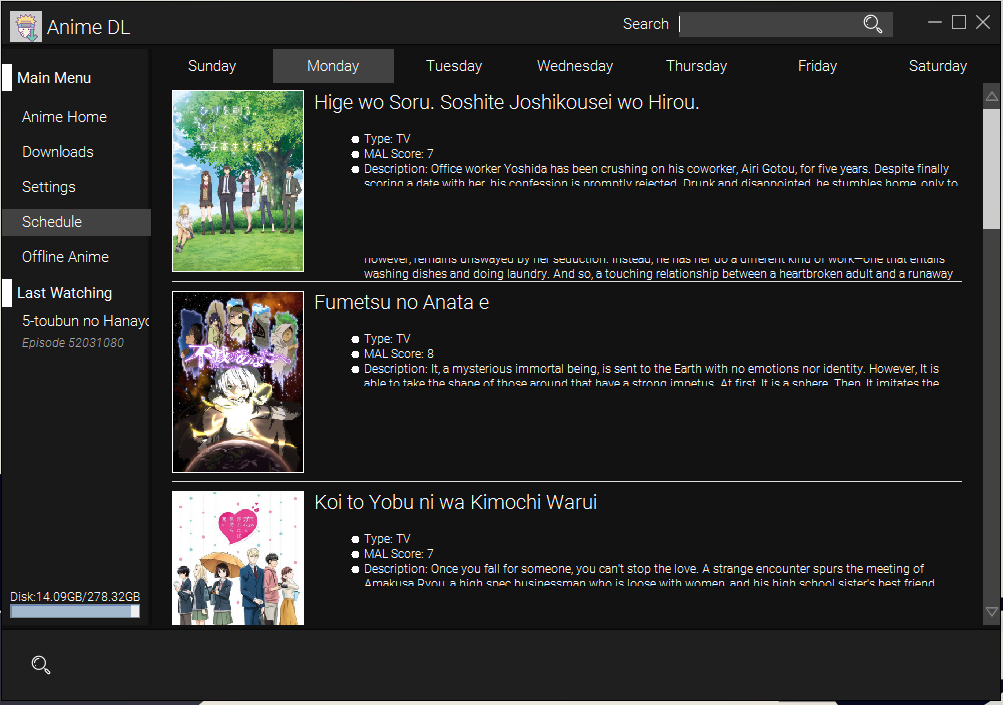 Anime DL
Search
Main Menu
Anime Home
Downloads
Settings
Schedule
Offline Anime
Last Watching
5-toubun no Hanayo
Episode 52031080
Disk:14.09GB/278.32GB
Sunday Monday Tuesday Wednesday Thursday Friday Saturday
Hige wo Soru. Soshite Joshikousei wo Hirou.
Type: TV
MAL Score: 7
Description: Office worker Yoshida has been crushing on his coworker, Airi Gotou, for five years. Despite finally
scoring a date with her, his confession is promptly rejected. Drunk and disappointed, he stumbles home, only to
however, remains unswayed by her seduction. Instead, he has her do a different kind of work—one that entails
washing dishes and doing laundry. And so, a touching relationship between a heartbroken adult and a runaway
Fumetsu no Anata e
Type: TV
MAL Score: 8
Description: It, a mysterious immortal being, is sent to the Earth with no emotions nor identity. However, It is
able to take the shape of those around that have a strong impetus. At first, It is a sphere. Then, It imitates the
不滅のあなたへ
Koi to Yobu ni wa Kimochi Warui
Type: TV
MAL Score: 7
Description: Once you fall for someone, you can't stop the love. A strange encounter spurs the meeting of
Amakusa Ryou, a high spec businessman who is loose with women, and his high school sister's best friend,